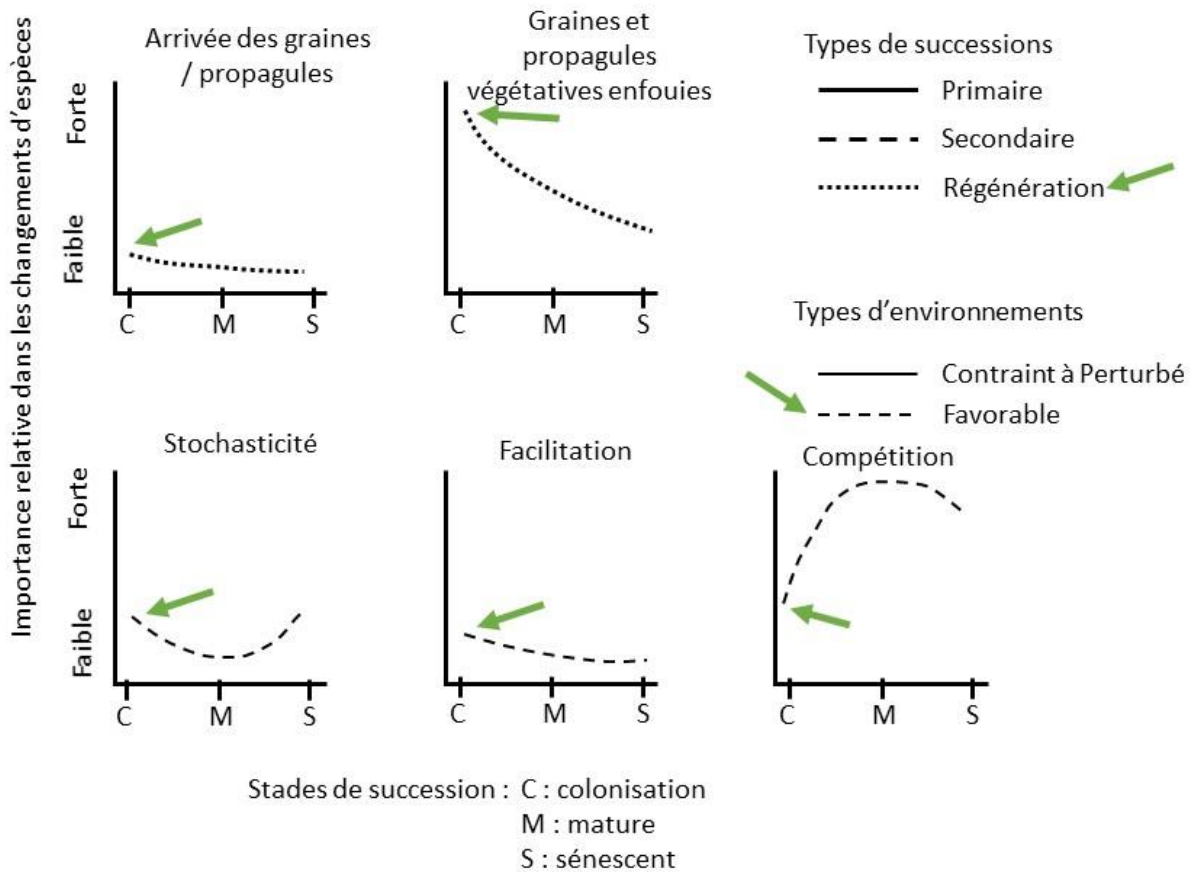 Importance relative dans les changements d'espèces
Arrivée des graines
/ propagules
Forte
Faible
C M S
Graines et
propagules
végétatives enfouies
C M S
Types de successions
Primaire
Secondaire
Régénération
Types d'environnements
Contraint à Perturbé
Favorable
Stochasticité
Forte
Faible
C M S
Facilitation
C M S
Compétition
C M S
Stades de succession : C : colonisation
M : mature
S : sénescent